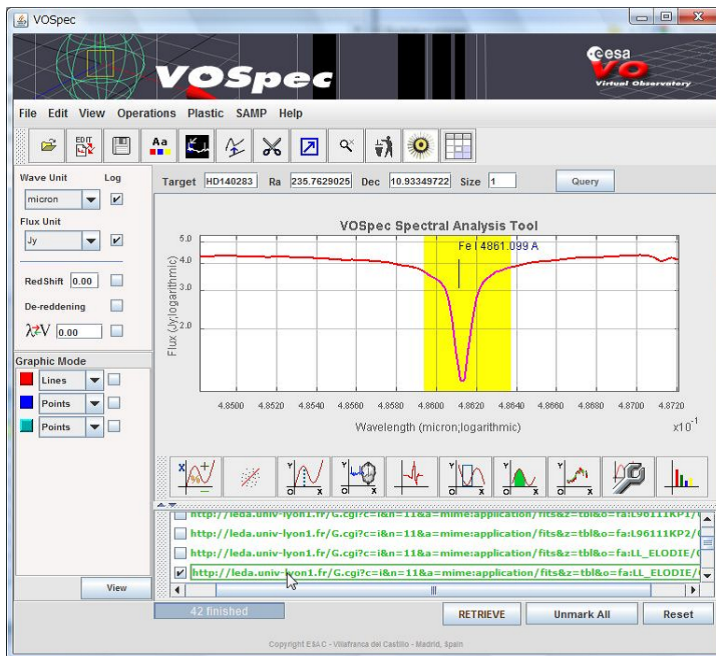 VOSpec
VOSpec
esa
VO
Virtual Observatory
File Edit View Operations Plastic SAMP Help
EDIT
Aa
Wave Unit Log
micron
Flux Unit
Jy
RedShift 0.00
De-reddening
λ⇄V 0.00
Graphic Mode
Lines
Points
Points
View
Target HD140283 Ra 235.7629025 Dec 10.93349722 Size 1 Query
VOSpec Spectral Analysis Tool
Fe I 4861.099 A
Flux (Jy;logarithmic)
5.0
4.0
3.0
2.0
4.8500 4.8520 4.8540 4.8560 4.8580 4.8600 4.8620 4.8640 4.8660 4.8680 4.8700 4.8720
Wavelength (micron;logarithmic) x10⁻¹
http://leda.univ-lyon1.fr/G.cgi?c=i&n=11&a=mime:application/fits&z=tbl&o=fa:L96111KP1/
http://leda.univ-lyon1.fr/G.cgi?c=i&n=11&a=mime:application/fits&z=tbl&o=fa:L96111KP2/
http://leda.univ-lyon1.fr/G.cgi?c=i&n=11&a=mime:application/fits&z=tbl&o=fa:LL_ELODIE/
http://leda.univ-lyon1.fr/G.cgi?c=i&n=11&a=mime:application/fits&z=tbl&o=fa:LL_ELODIE/
42 finished RETRIEVE Unmark All Reset
Copyright ESAC - Villafranca del Castillo - Madrid, Spain